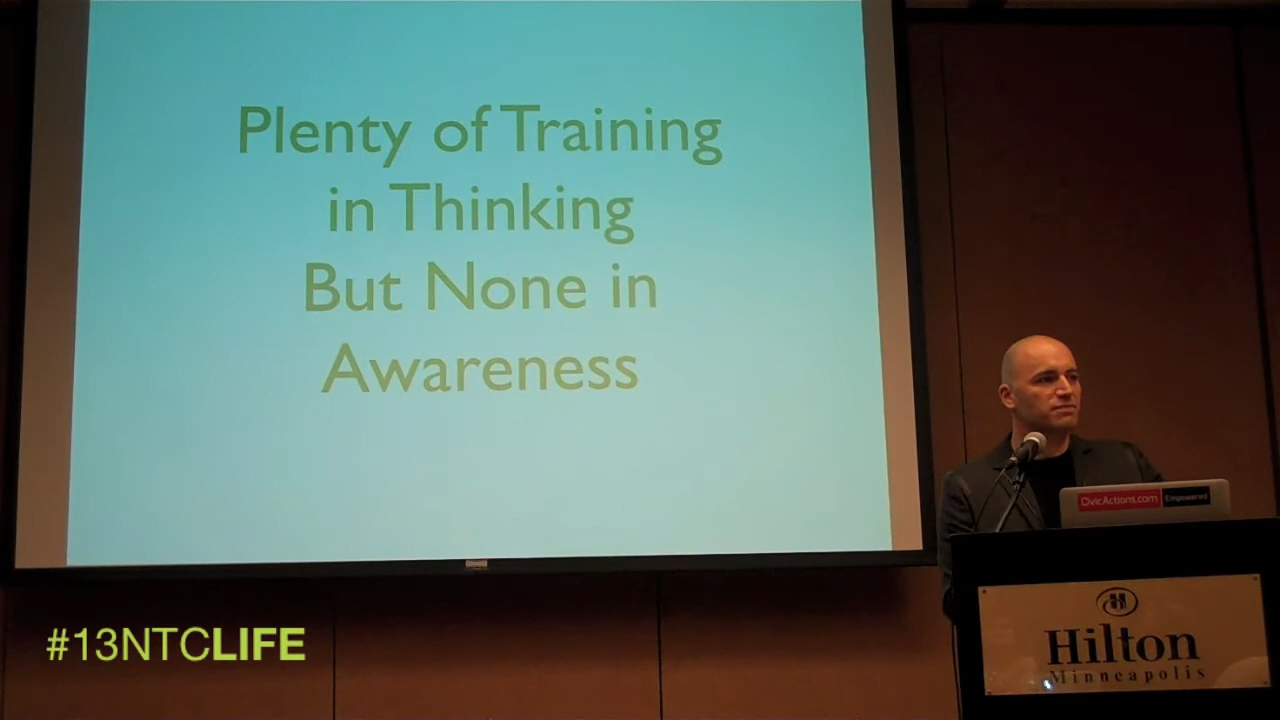 Plenty of Training
in Thinking
But None in
Awareness
CivicActions.com Empowered
#13NTCLIFE
Hilton
Minneapolis